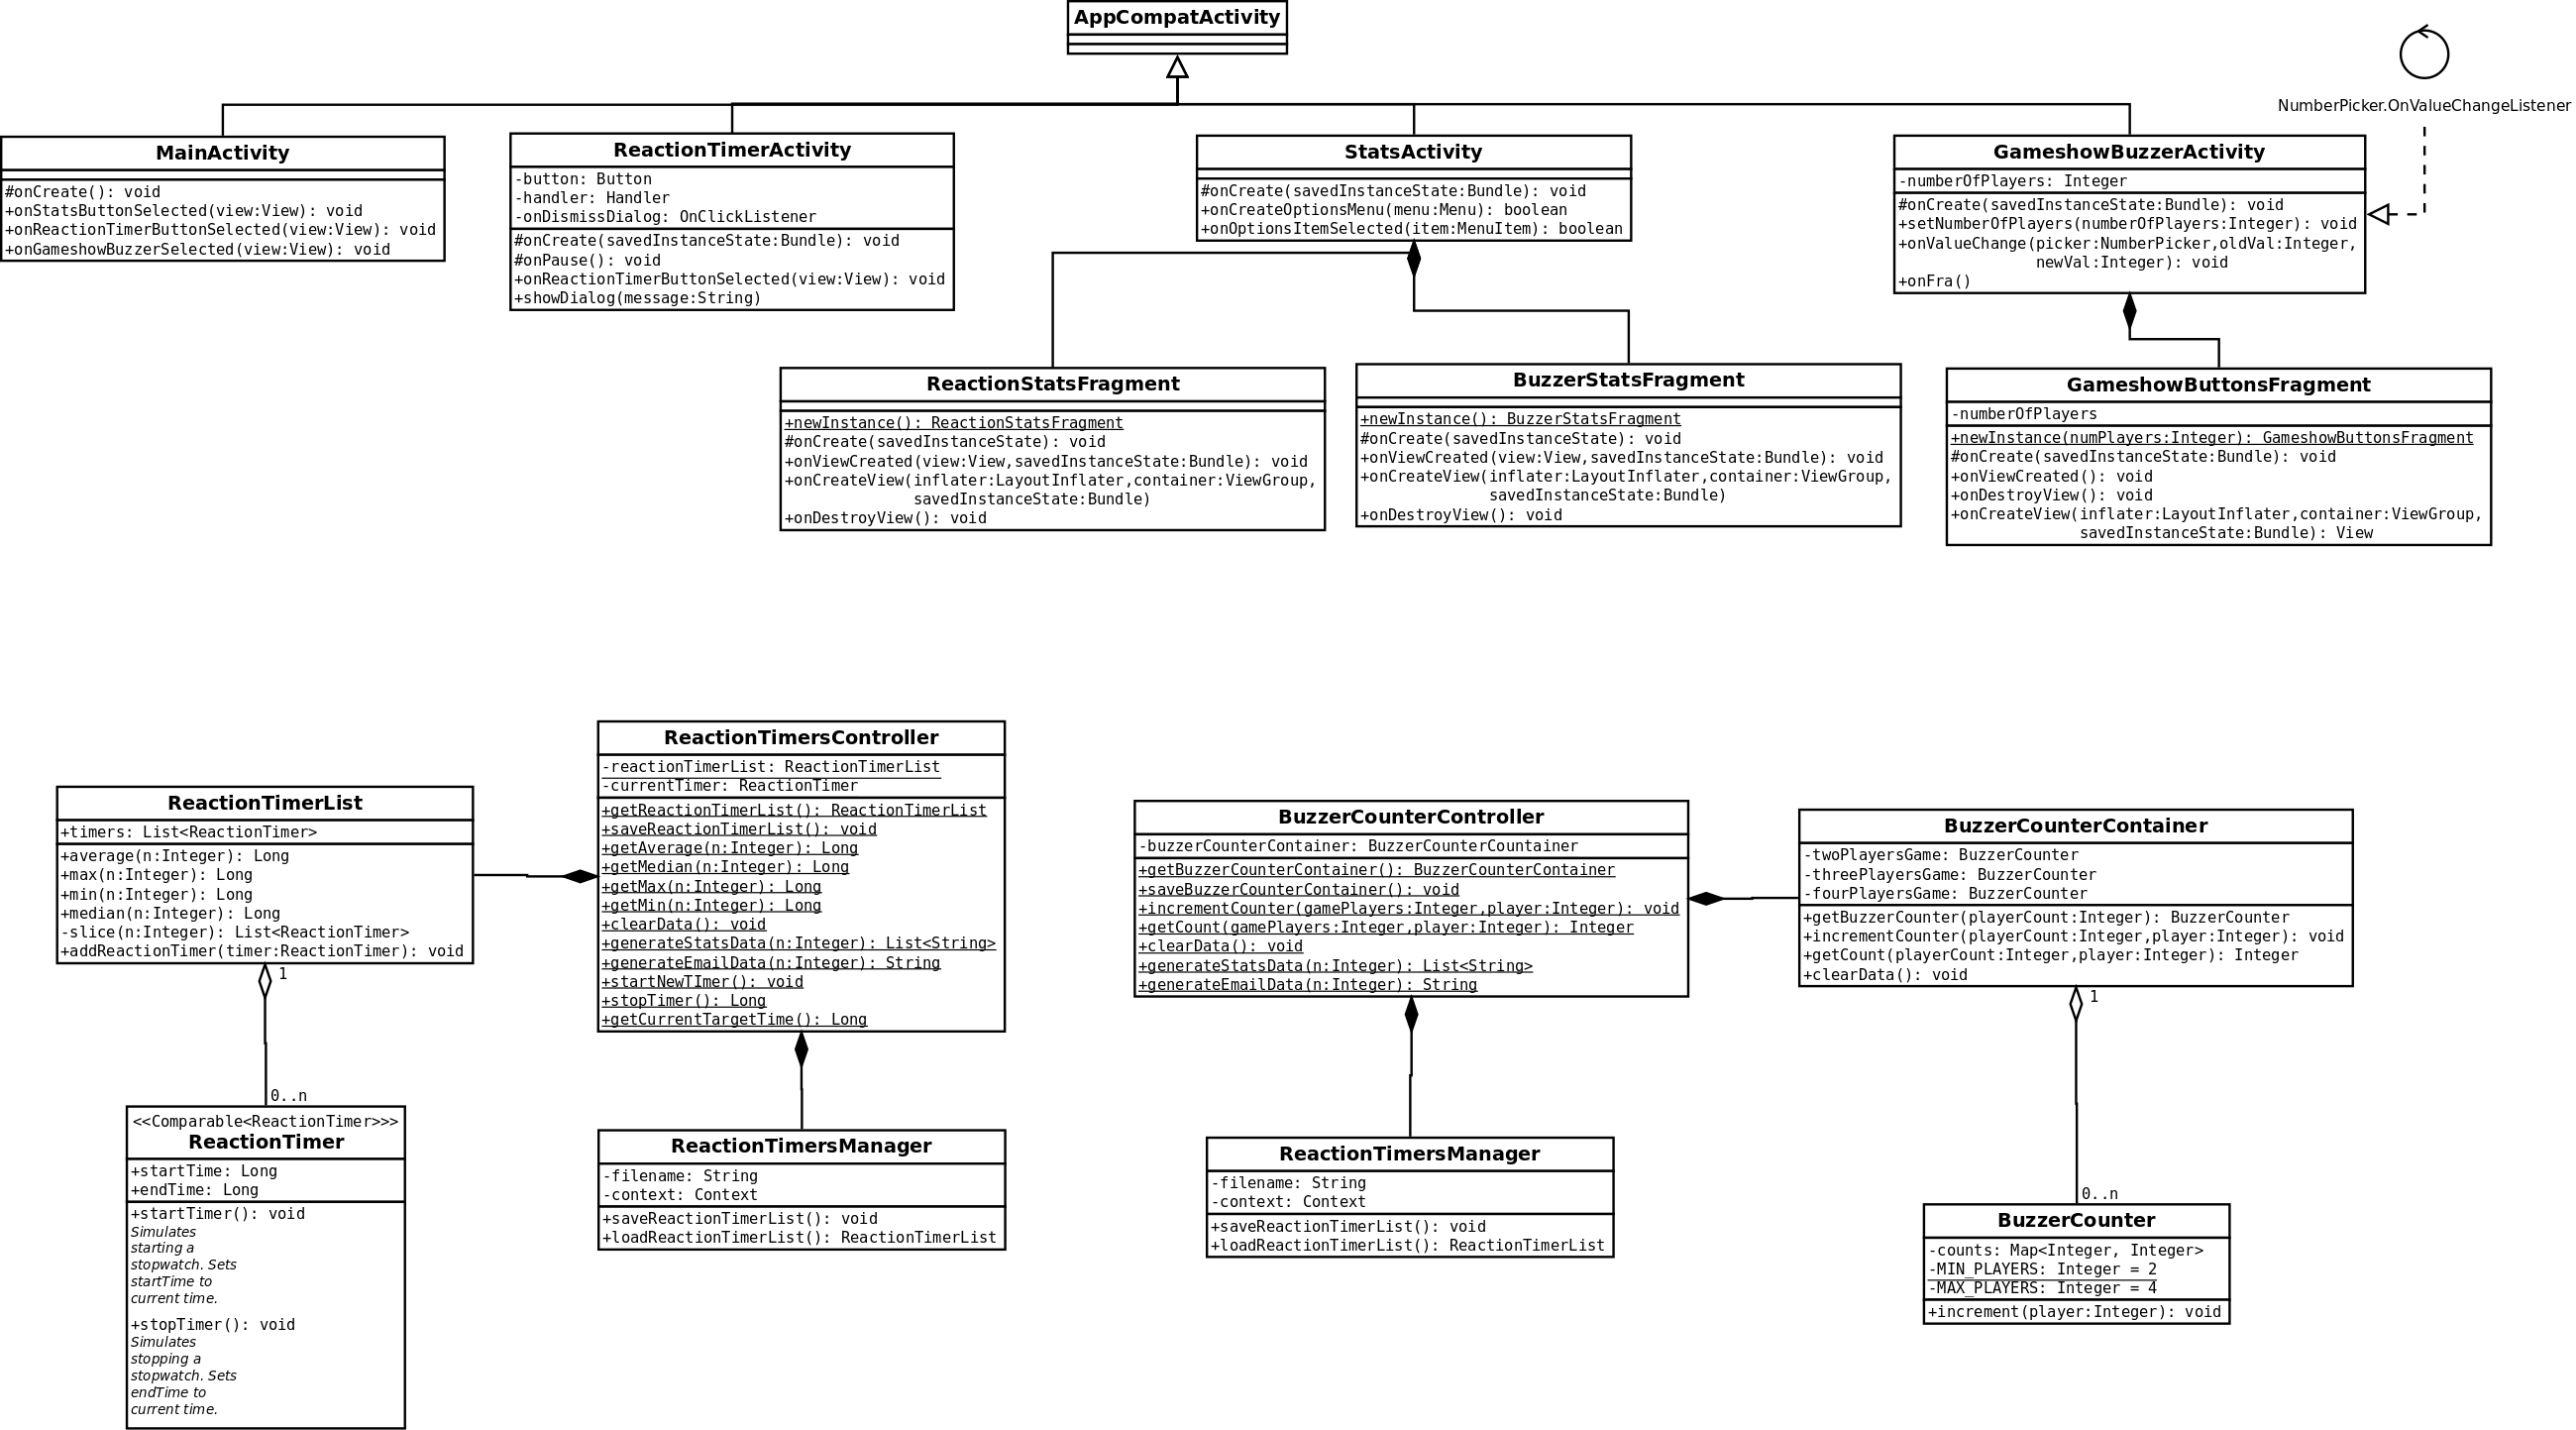 AppCompatActivity
NumberPicker.OnValueChangeListener
MainActivity
#onCreate(): void
+onStatsButtonSelected(view:View): void
+onReactionTimerButtonSelected(view:View): void
+onGameshowBuzzerSelected(view:View): void
ReactionTimerActivity
-button: Button
-handler: Handler
-onDismissDialog: OnClickListener
#onCreate(savedInstanceState:Bundle): void
#onPause(): void
+onReactionTimerButtonSelected(view:View): void
+showDialog(message:String)
StatsActivity
#onCreate(savedInstanceState:Bundle): void
+onCreateOptionsMenu(menu:Menu): boolean
+onOptionsItemSelected(item:MenuItem): boolean
GameshowBuzzerActivity
-numberOfPlayers: Integer
#onCreate(savedInstanceState:Bundle): void
+setNumberOfPlayers(numberOfPlayers:Integer): void
+onValueChange(picker:NumberPicker,oldVal:Integer,
newVal:Integer): void
+onFra()
ReactionStatsFragment
+newInstance(): ReactionStatsFragment
#onCreate(savedInstanceState): void
+onViewCreated(view:View,savedInstanceState:Bundle): void
+onCreateView(inflater:LayoutInflater,container:ViewGroup,
savedInstanceState:Bundle)
+onDestroyView(): void
BuzzerStatsFragment
+newInstance(): BuzzerStatsFragment
#onCreate(savedInstanceState): void
+onViewCreated(view:View,savedInstanceState:Bundle): void
+onCreateView(inflater:LayoutInflater,container:ViewGroup,
savedInstanceState:Bundle)
+onDestroyView(): void
GameshowButtonsFragment
-numberOfPlayers
+newInstance(numPlayers:Integer): GameshowButtonsFragment
#onCreate(savedInstanceState:Bundle): void
+onViewCreated(): void
+onDestroyView(): void
+onCreateView(inflater:LayoutInflater,container:ViewGroup,
savedInstanceState:Bundle): View
ReactionTimerList
+timers: List<ReactionTimer>
+average(n:Integer): Long
+max(n:Integer): Long
+min(n:Integer): Long
+median(n:Integer): Long
-slice(n:Integer): List<ReactionTimer>
+addReactionTimer(timer:ReactionTimer): void
1
0..n
<<Comparable<ReactionTimer>>>
ReactionTimer
+startTime: Long
+endTime: Long
+startTimer(): void
Simulates
starting a
stopwatch. Sets
startTime to
current time.
+stopTimer(): void
Simulates
stopping a
stopwatch. Sets
endTime to
current time.
ReactionTimersController
-reactionTimerList: ReactionTimerList
-currentTimer: ReactionTimer
+getReactionTimerList(): ReactionTimerList
+saveReactionTimerList(): void
+getAverage(n:Integer): Long
+getMedian(n:Integer): Long
+getMax(n:Integer): Long
+getMin(n:Integer): Long
+clearData(): void
+generateStatsData(n:Integer): List<String>
+generateEmailData(n:Integer): String
+startNewTImer(): void
+stopTimer(): Long
+getCurrentTargetTime(): Long
ReactionTimersManager
-filename: String
-context: Context
+saveReactionTimerList(): void
+loadReactionTimerList(): ReactionTimerList
BuzzerCounterController
-buzzerCounterContainer: BuzzerCounterCountainer
+getBuzzerCounterContainer(): BuzzerCounterContainer
+saveBuzzerCounterContainer(): void
+incrementCounter(gamePlayers:Integer,player:Integer): void
+getCount(gamePlayers:Integer,player:Integer): Integer
+clearData(): void
+generateStatsData(n:Integer): List<String>
+generateEmailData(n:Integer): String
ReactionTimersManager
-filename: String
-context: Context
+saveReactionTimerList(): void
+loadReactionTimerList(): ReactionTimerList
BuzzerCounterContainer
-twoPlayersGame: BuzzerCounter
-threePlayersGame: BuzzerCounter
-fourPlayersGame: BuzzerCounter
+getBuzzerCounter(playerCount:Integer): BuzzerCounter
+incrementCounter(playerCount:Integer,player:Integer): void
+getCount(playerCount:Integer,player:Integer): Integer
+clearData(): void
1
0..n
BuzzerCounter
-counts: Map<Integer, Integer>
-MIN_PLAYERS: Integer = 2
-MAX_PLAYERS: Integer = 4
+increment(player:Integer): void